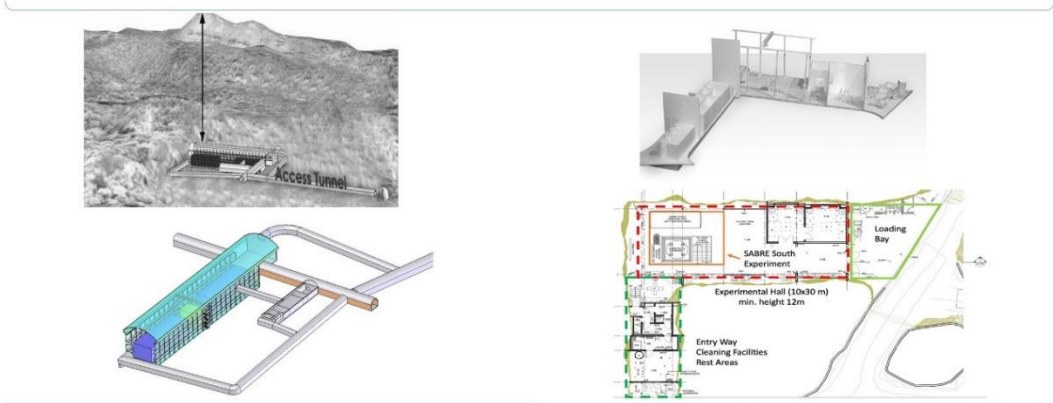 Access Tunnel
SABRE South
Experiment
Loading
Bay
Experimental Hall (10x30 m)
min. height 12m
Entry Way
Cleaning Facilities
Rest Areas